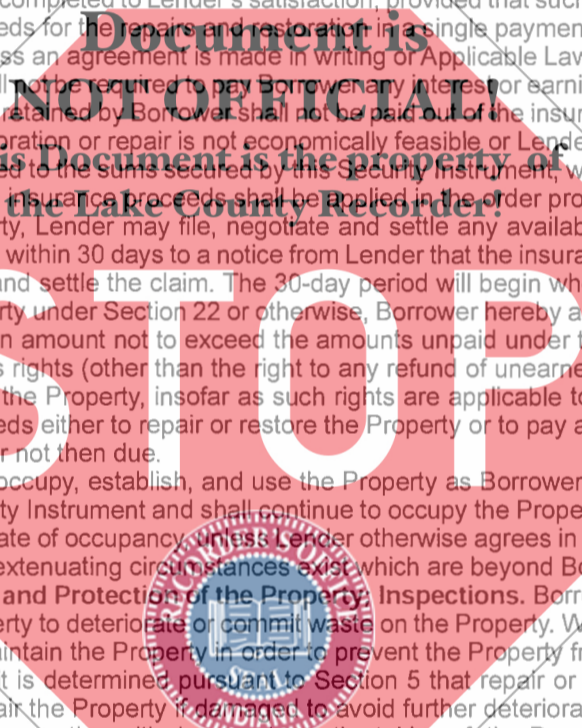 completed to Lender's satisfaction, provided that such
eds for the repairs and restoration in a single paymen
Document is
ss an agreement is made in writing or Applicable Law
ll not be required to pay Borrower any interest or earni
NOT OFFICIAL!
retained by Borrower shall not be paid out of the insur
oration or repair is not economically feasible or Lende
is Document is the property of
ed to the sums secured by this Security Instrument, w
insurance proceeds shall be applied in the order pro
the Lake County Recorder!
ty, Lender may file, negotiate and settle any availab
within 30 days to a notice from Lender that the insura
and settle the claim. The 30-day period will begin wh
STOP
rty under Section 22 or otherwise, Borrower hereby a
n amount not to exceed the amounts unpaid under t
s rights (other than the right to any refund of unearne
the Property, insofar as such rights are applicable to
eds either to repair or restore the Property or to pay a
r not then due.
occupy, establish, and use the Property as Borrower
ty Instrument and shall continue to occupy the Prope
ate of occupancy, unless Lender otherwise agrees in
extenuating circumstances exist which are beyond Bo
and Protection of the Property; Inspections. Borr
erty to deteriorate or commit waste on the Property. W
intain the Property in order to prevent the Property fr
t is determined pursuant to Section 5 that repair or
air the Property if damaged to avoid further deteriora
RECORDER'S OFFICE
SEAL
INDIANA